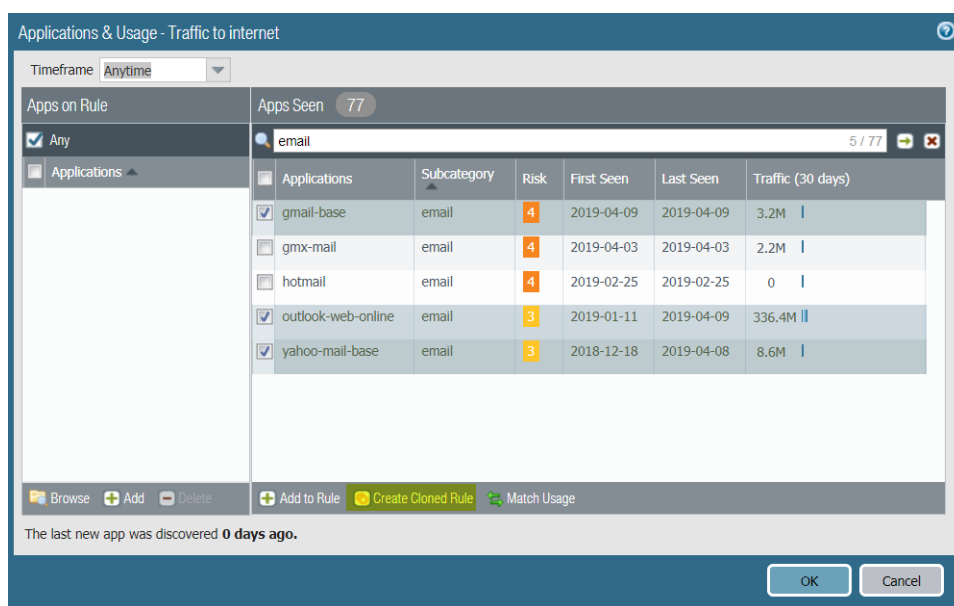 Applications & Usage - Traffic to internet
Timeframe Anytime
Apps on Rule
Apps Seen 77
Any
email 5 / 77
Applications
Applications Subcategory Risk First Seen Last Seen Traffic (30 days)
gmail-base email 4 2019-04-09 2019-04-09 3.2M
gmx-mail email 4 2019-04-03 2019-04-03 2.2M
hotmail email 4 2019-02-25 2019-02-25 0
outlook-web-online email 3 2019-01-11 2019-04-09 336.4M
yahoo-mail-base email 3 2018-12-18 2019-04-08 8.6M
Browse Add Delete
Add to Rule Create Cloned Rule Match Usage
The last new app was discovered 0 days ago.
OK Cancel